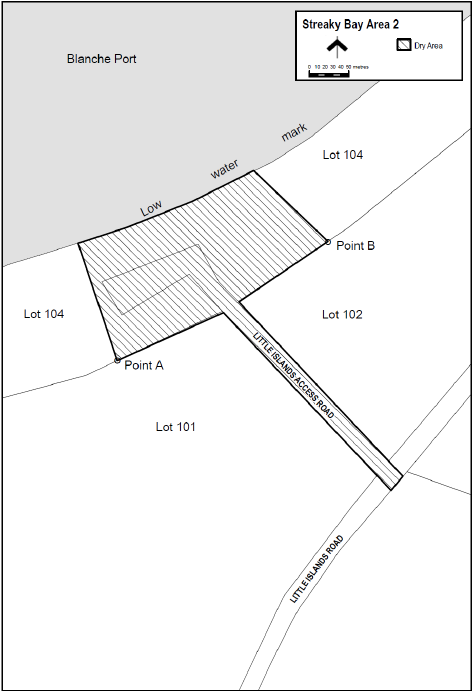 Streaky Bay Area 2
Dry Area
0 10 20 30 40 50 metres
Blanche Port
Low water mark
Lot 104
Point B
Lot 104
Lot 102
LITTLE ISLANDS ACCESS ROAD
Point A
Lot 101
LITTLE ISLANDS ROAD